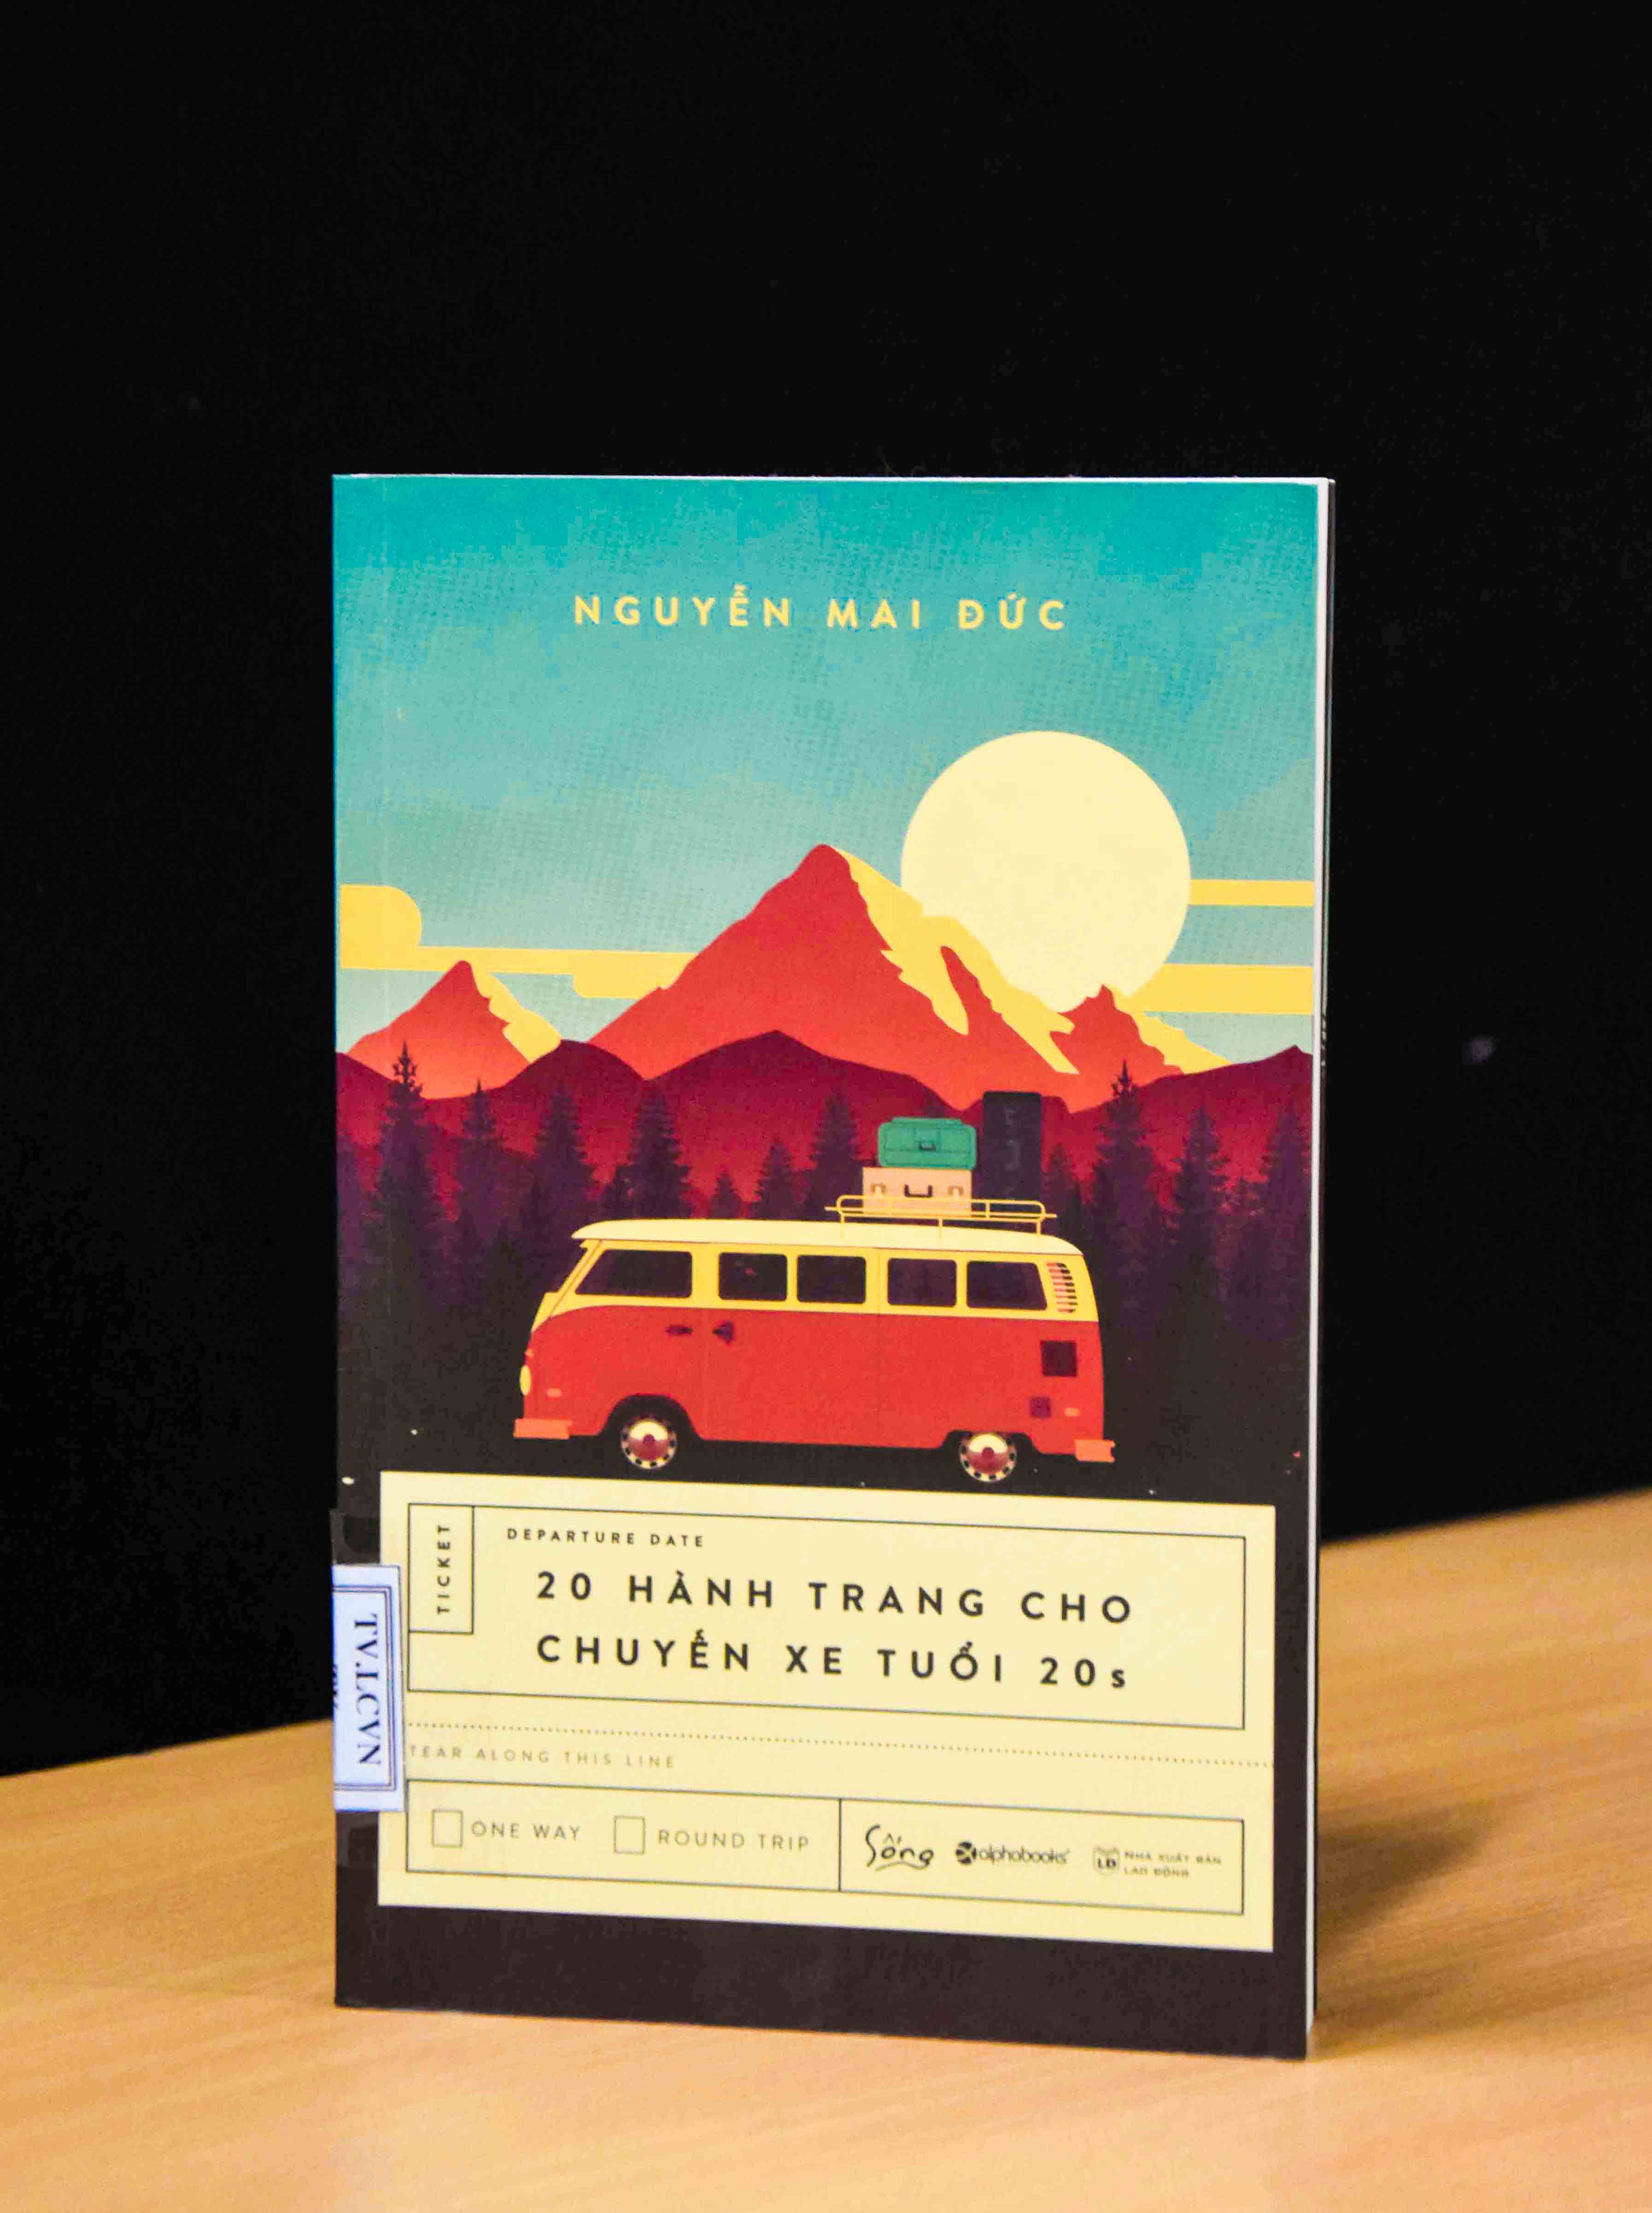 NGUYỄN MAI ĐỨC
TICKET
DEPARTURE DATE
20 HÀNH TRANG CHO
CHUYẾN XE TUỔI 20s
TV.LCVN
TEAR ALONG THIS LINE
ONE WAY
ROUND TRIP
Sống
alphabooks
LĐ
NHÀ XUẤT BẢN
LAO ĐỘNG